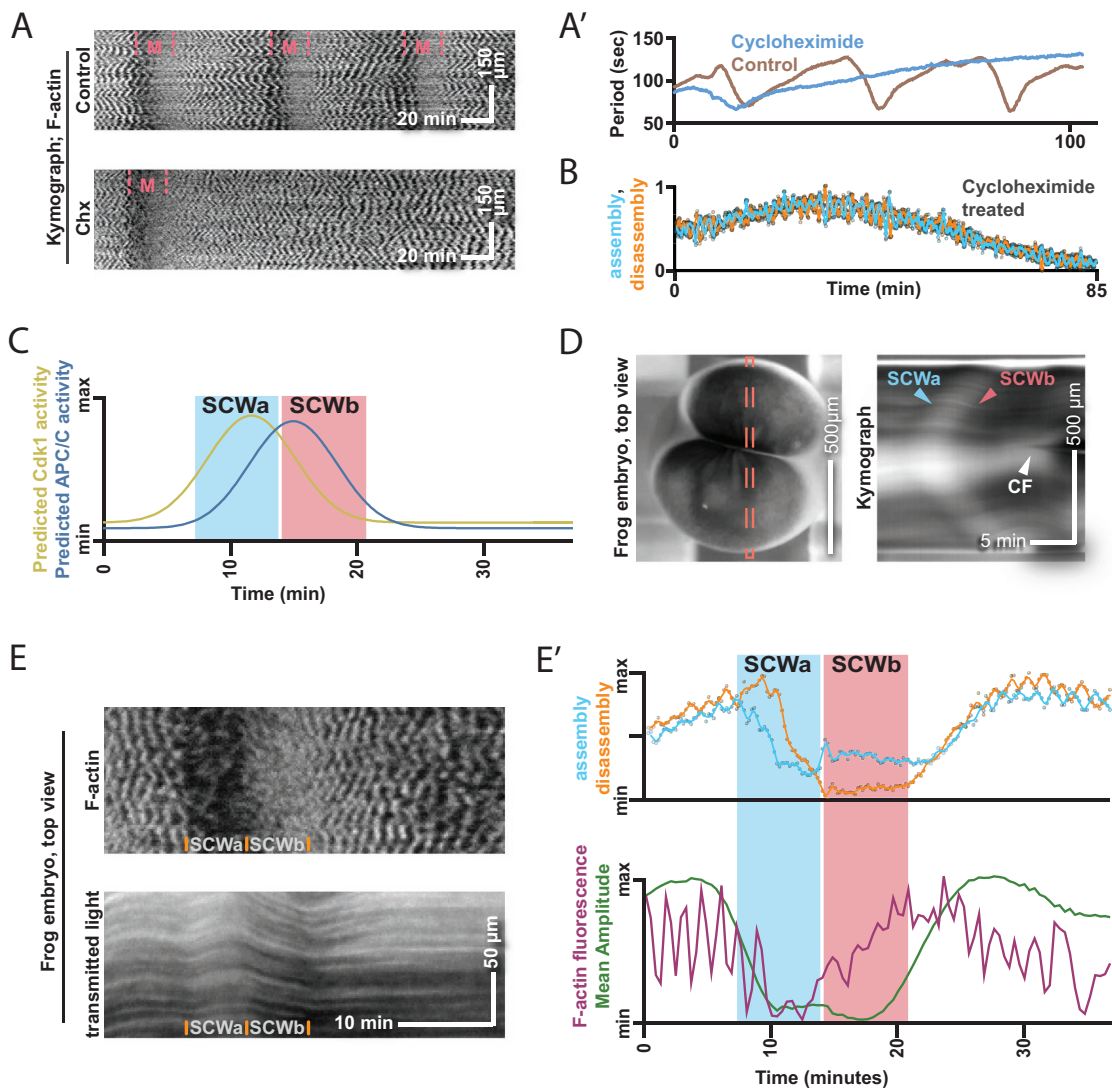 A
Kymograph; F-actin
Control
M
M
M
150
µm
20 min
Chx
M
150
µm
20 min
A'
Period (sec)
150
100
50
Cycloheximide
Control
0
100
B
assembly,
disassembly
1
0
Cycloheximide
treated
0
Time (min)
85
C
Predicted Cdk1 activity
Predicted APC/C activity
max
min
SCWa
SCWb
0
10
20
30
Time (min)
D
Frog embryo, top view
500µm
Kymograph
SCWa
SCWb
CF
5 min
500 µm
E
Frog embryo, top view
F-actin
SCWa
SCWb
transmitted light
SCWa
SCWb
10 min
50 µm
E'
SCWa
SCWb
assembly
disassembly
max
min
F-actin fluorescence
Mean Amplitude
max
min
0
10
20
30
Time (minutes)